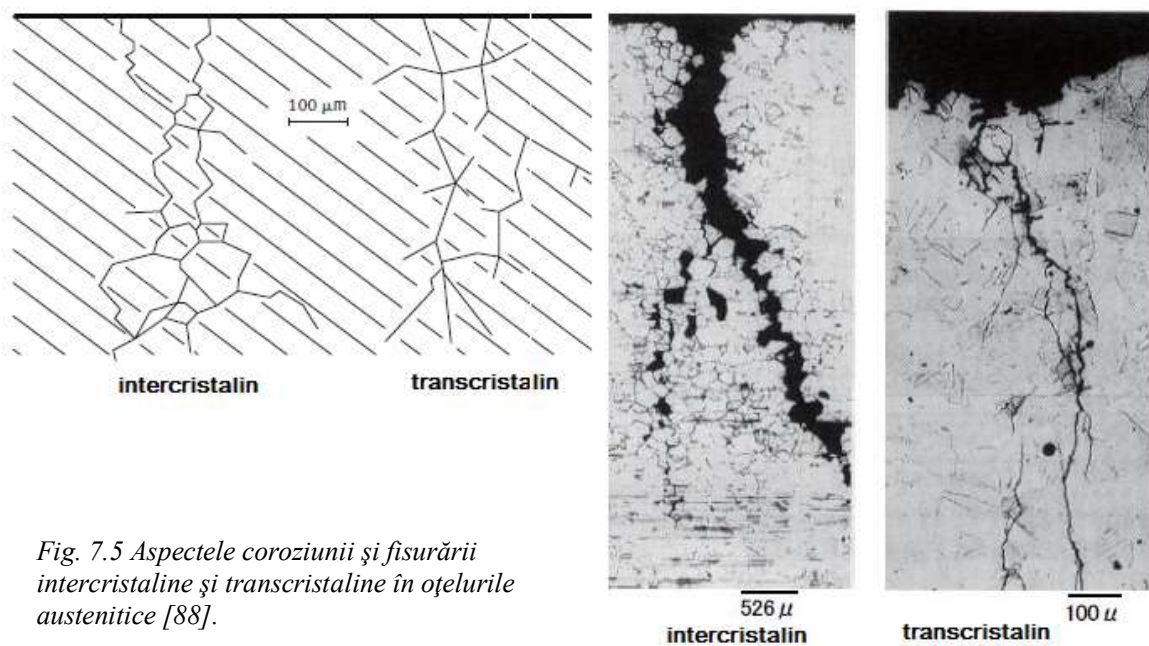 100 μm
intercristalin
transcristalin
Fig. 7.5 Aspectele coroziunii şi fisurării
intercristaline şi transcristaline în oţelurile
austenitice [88].
526 μ
intercristalin
100 μ
transcristalin